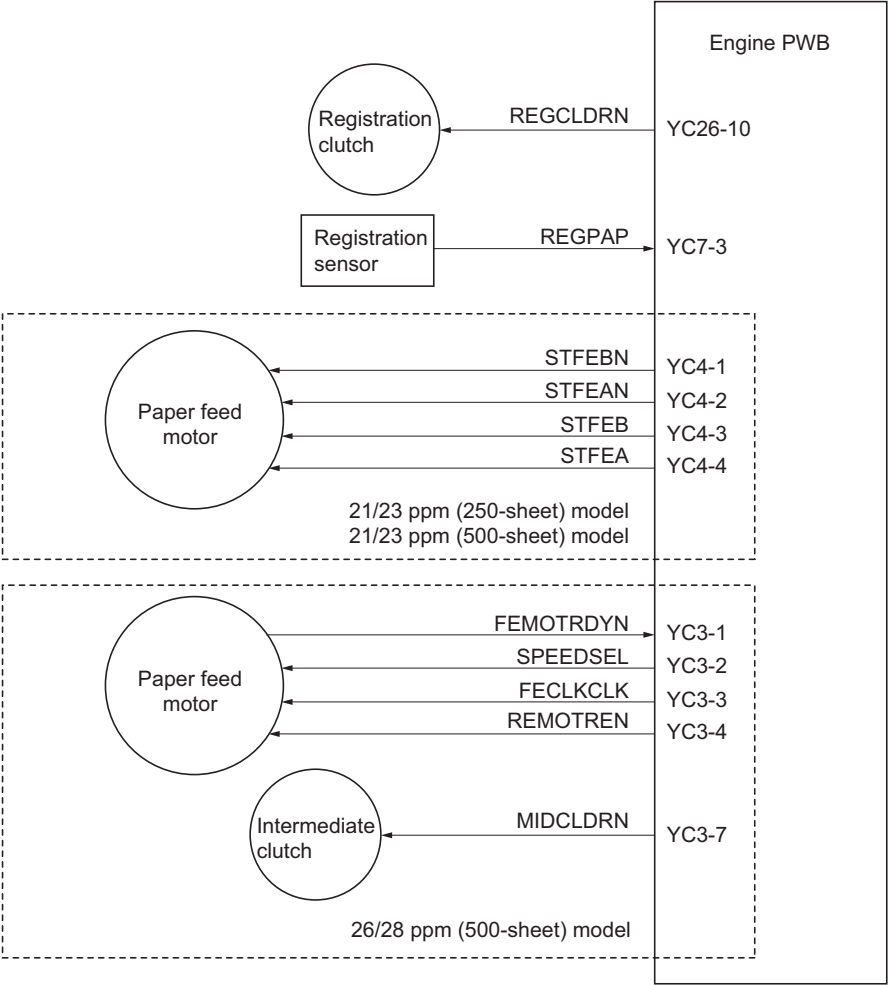 Engine PWB
Registration
clutch
REGCLDRN
YC26-10
Registration
sensor
REGPAP
YC7-3
Paper feed
motor
STFEBN
YC4-1
STFEAN
YC4-2
STFEB
YC4-3
STFEA
YC4-4
21/23 ppm (250-sheet) model
21/23 ppm (500-sheet) model
Paper feed
motor
FEMOTRDYN
YC3-1
SPEEDSEL
YC3-2
FECLKCLK
YC3-3
REMOTREN
YC3-4
Intermediate
clutch
MIDCLDRN
YC3-7
26/28 ppm (500-sheet) model